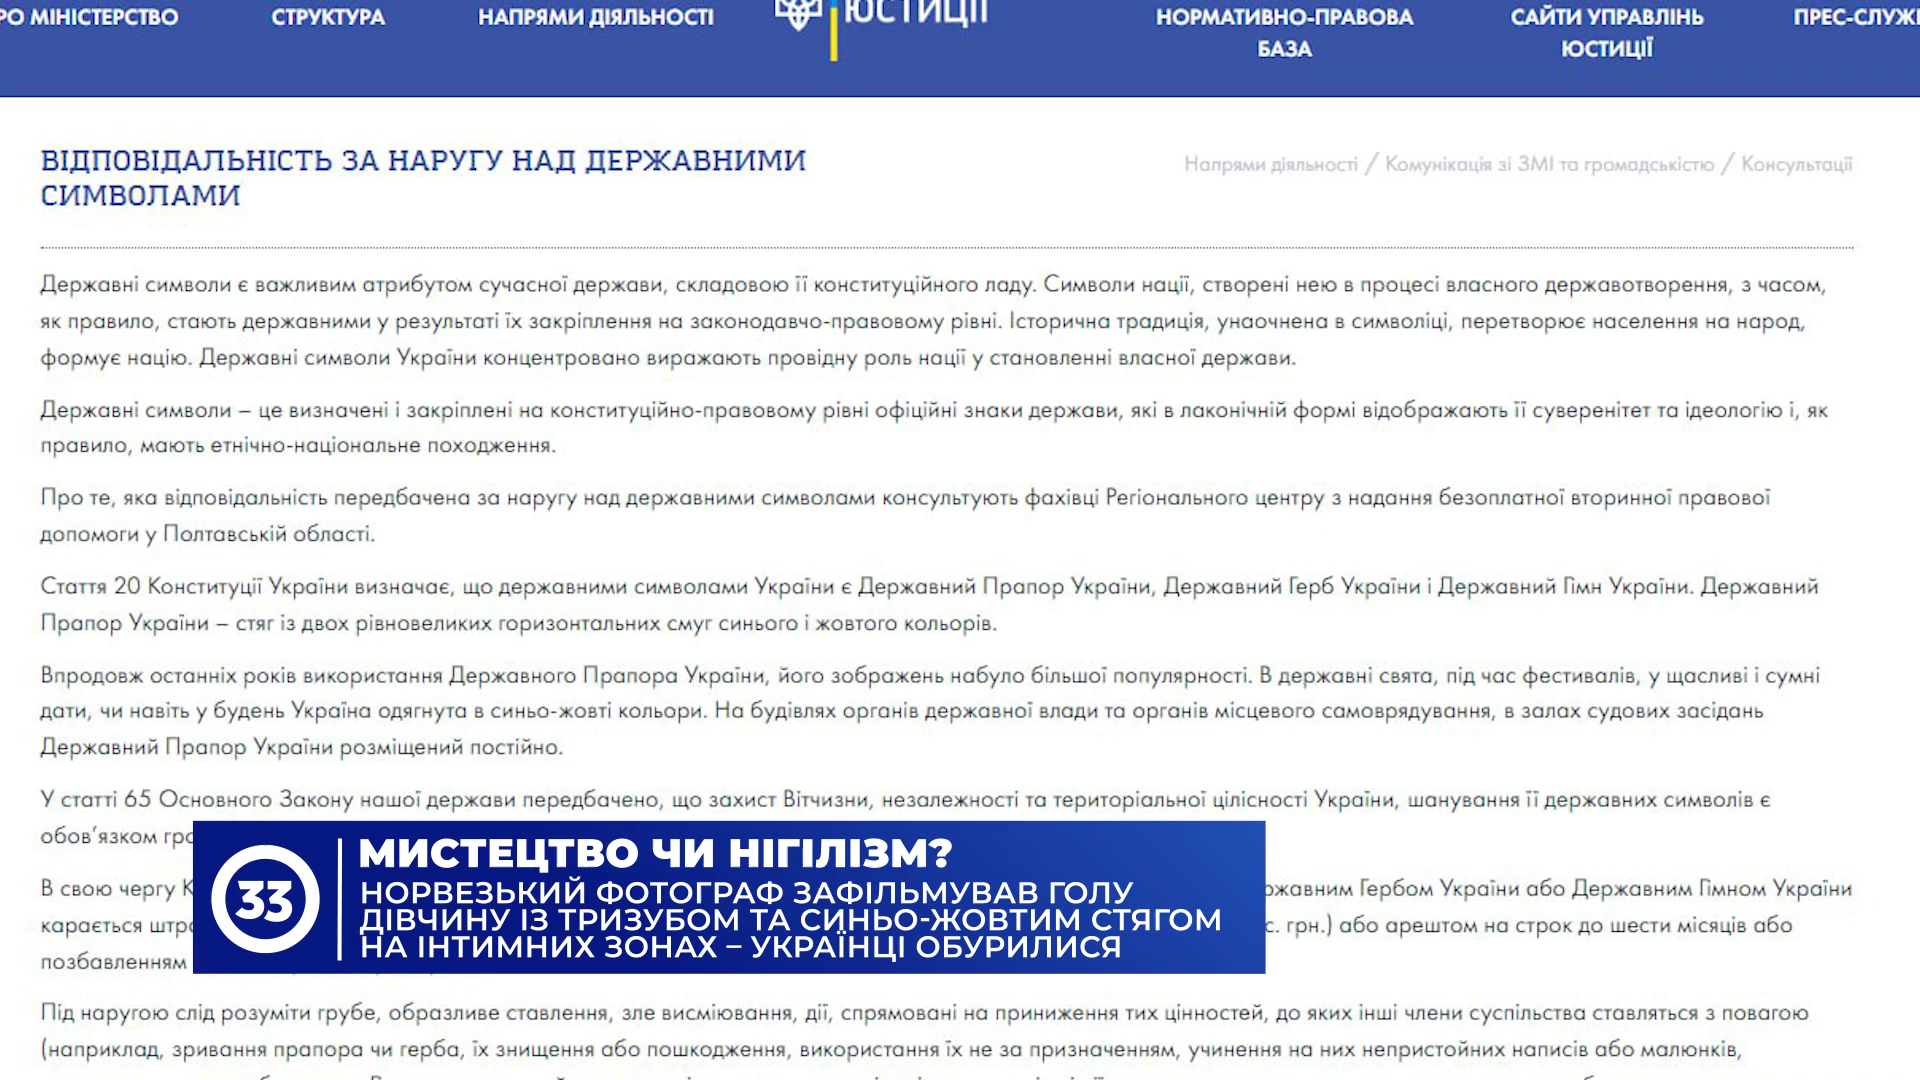 РО МІНІСТЕРСТВО
СТРУКТУРА
НАПРЯМИ ДІЯЛЬНОСТІ
ЮСТИЦІЇ
НОРМАТИВНО-ПРАВОВА
БАЗА
САЙТИ УПРАВЛІНЬ
ЮСТИЦІЇ
ПРЕС-СЛУЖ
ВІДПОВІДАЛЬНІСТЬ ЗА НАРУГУ НАД ДЕРЖАВНИМИ
СИМВОЛАМИ
Напрями діяльності / Комунікація зі ЗМІ та громадськістю / Консультації
Державні символи є важливим атрибутом сучасної держави, складовою її конституційного ладу. Символи нації, створені нею в процесі власного державотворення, з часом,
як правило, стають державними у результаті їх закріплення на законодавчо-правовому рівні. Історична традиція, унаочнена в символіці, перетворює населення на народ,
формує націю. Державні символи України концентровано виражають провідну роль нації у становленні власної держави.
Державні символи – це визначені і закріплені на конституційно-правовому рівні офіційні знаки держави, які в лаконічній формі відображають її суверенітет та ідеологію і, як
правило, мають етнічно-національне походження.
Про те, яка відповідальність передбачена за наругу над державними символами консультують фахівці Регіонального центру з надання безоплатної вторинної правової
допомоги у Полтавській області.
Стаття 20 Конституції України визначає, що державними символами України є Державний Прапор України, Державний Герб України і Державний Гімн України. Державний
Прапор України – стяг із двох рівновеликих горизонтальних смуг синього і жовтого кольорів.
Впродовж останніх років використання Державного Прапора України, його зображень набуло більшої популярності. В державні свята, під час фестивалів, у щасливі і сумні
дати, чи навіть у будень Україна одягнута в синьо-жовті кольори. На будівлях органів державної влади та органів місцевого самоврядування, в залах судових засідань
Державний Прапор України розміщений постійно.
У статті 65 Основного Закону нашої держави передбачено, що захист Вітчизни, незалежності та територіальної цілісності України, шанування її державних символів є
обов’язком гро
В свою чергу К
ржавним Гербом України або Державним Гімном України
карається штра
с. грн.) або арештом на строк до шести місяців або
позбавленням
33
МИСТЕЦТВО ЧИ НІГІЛІЗМ?
НОРВЕЗЬКИЙ ФОТОГРАФ ЗАФІЛЬМУВАВ ГОЛУ
ДІВЧИНУ ІЗ ТРИЗУБОМ ТА СИНЬО-ЖОВТИМ СТЯГОМ
НА ІНТИМНИХ ЗОНАХ – УКРАЇНЦІ ОБУРИЛИСЯ
Під наругою слід розуміти грубе, образливе ставлення, зле висміювання, дії, спрямовані на приниження тих цінностей, до яких інші члени суспільства ставляться з повагою
(наприклад, зривання прапора чи герба, їх знищення або пошкодження, використання їх не за призначенням, учинення на них непристойних написів або малюнків,